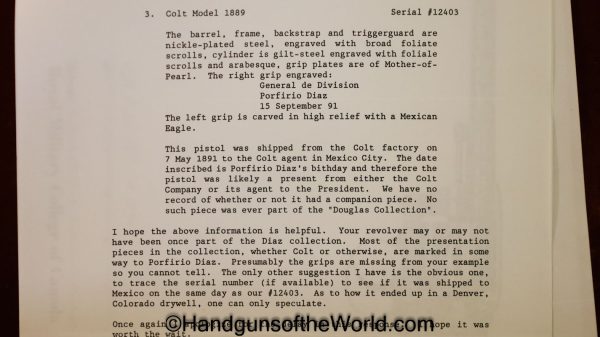 3. Colt Model 1889 Serial #12403
The barrel, frame, backstrap and triggerguard are
nickle-plated steel, engraved with broad foliate
scrolls, cylinder is gilt-steel engraved with foliale
scrolls and arabesque, grip plates are of Mother-of-
Pearl. The right grip engraved:
General de Division
Porfirio Diaz
15 September 91
The left grip is carved in high relief with a Mexican
Eagle.
This pistol was shipped from the Colt factory on
7 May 1891 to the Colt agent in Mexico City. The date
inscribed is Porfirio Diaz's bithday and therefore the
pistol was likely a present from either the Colt
Company or its agent to the President. We have no
record of whether or not it had a companion piece. No
such piece was ever part of the "Douglas Collection".
I hope the above information is helpful. Your revolver may or may not
have been once part of the Diaz collection. Most of the presentation
pieces in the collection, whether Colt or otherwise, are marked in some
way to Porfirio Diaz. Presumably the grips are missing from your example
so you cannot tell. The only other suggestion I have is the obvious one,
to trace the serial number (if available) to see if it was shipped to
Mexico on the same day as our #12403. As to how it ended up in a Denver,
Colorado drywell, one can only speculate.
Once again hope it was
©HandgunsoftheWorld.com
worth the wait.